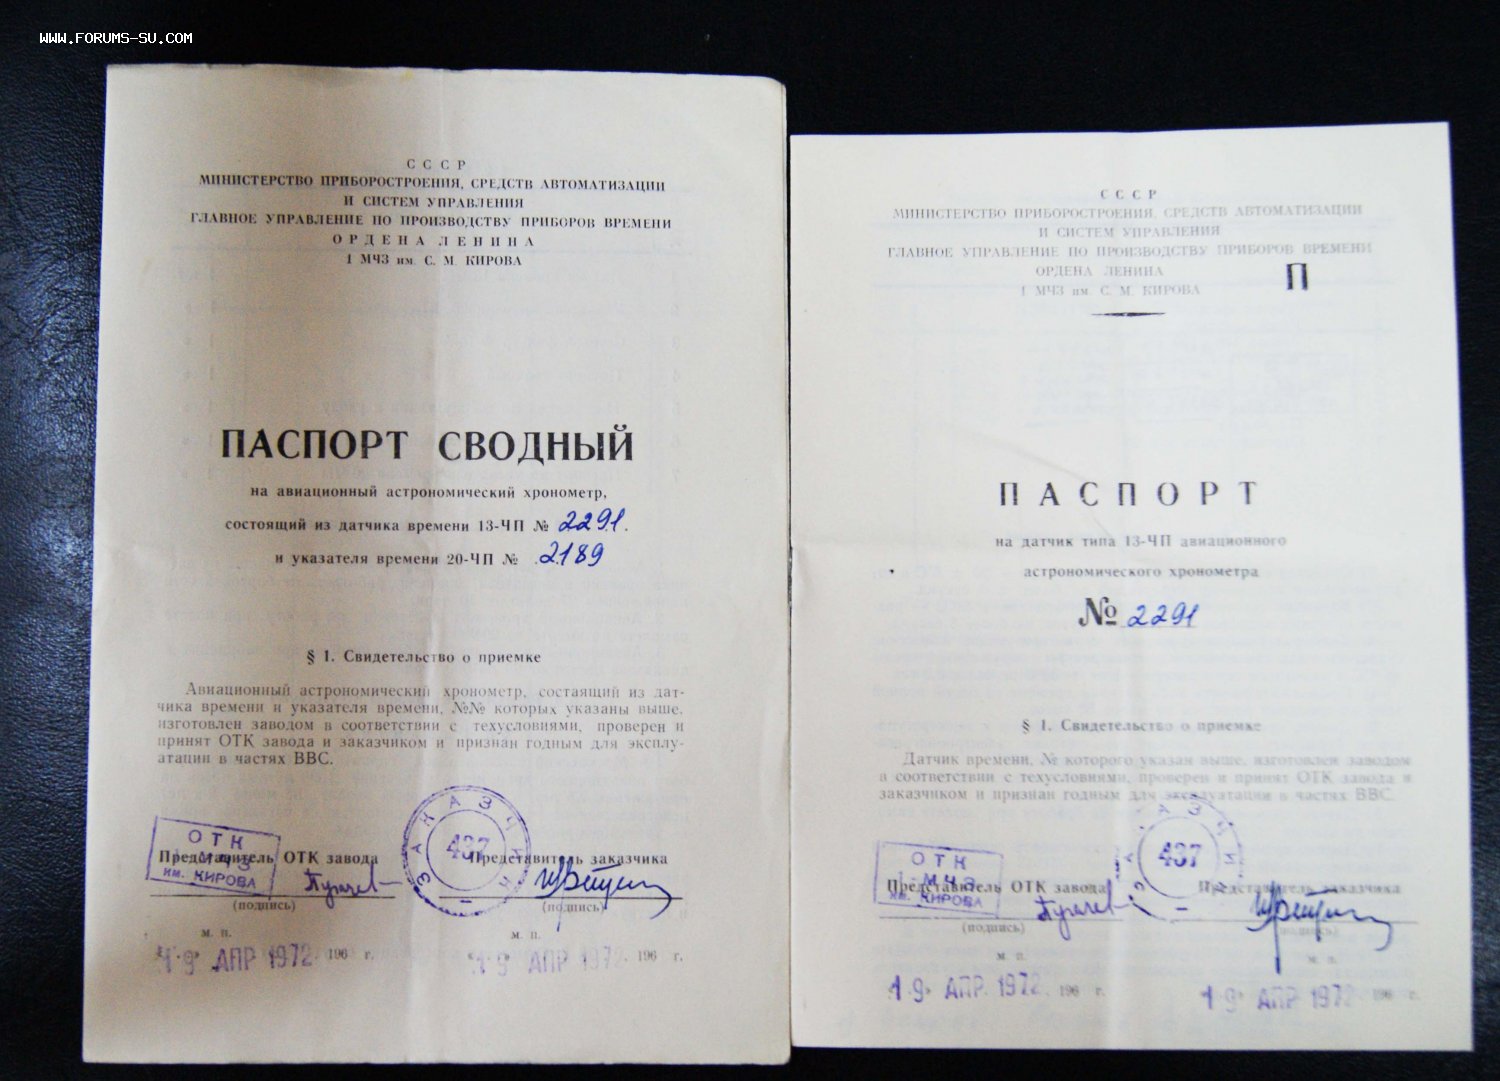 www.forums-su.com
СССР
МИНИСТЕРСТВО ПРИБОРОСТРОЕНИЯ, СРЕДСТВ АВТОМАТИЗАЦИИ
И СИСТЕМ УПРАВЛЕНИЯ
ГЛАВНОЕ УПРАВЛЕНИЕ ПО ПРОИЗВОДСТВУ ПРИБОРОВ ВРЕМЕНИ
ОРДЕНА ЛЕНИНА
1 МЧЗ им. С. М. КИРОВА
ПАСПОРТ СВОДНЫЙ
на авиационный астрономический хронометр,
состоящий из датчика времени 13-ЧП № 2291.
и указателя времени 20-ЧП № 2189
§ 1. Свидетельство о приемке
Авиационный астрономический хронометр, состаящий из дат-
чика времени и указателя времени, №№ которых указаны выше,
изготовлен заводом в соответствии с техусловиями, проверен и
принят ОТК завода и заказчиком и признан годным для эксплу-
атации в частях ВВС.
ОТК
1 МЧЗ
им. КИРОВА
ЗАКАЗЧИК
437
Представитель ОТК завода Представитель заказчика
(подпись) (подпись)
м. п. м. п.
19 АПР 1972 196 г. 19 АПР 1972 196 г.
СССР
МИНИСТЕРСТВО ПРИБОРОСТРОЕНИЯ, СРЕДСТВ АВТОМАТИЗАЦИИ
И СИСТЕМ УПРАВЛЕНИЯ
ГЛАВНОЕ УПРАВЛЕНИЕ ПО ПРОИЗВОДСТВУ ПРИБОРОВ ВРЕМЕНИ
ОРДЕНА ЛЕНИНА
1 МЧЗ им. С. М. КИРОВА
П
ПАСПОРТ
на датчик типа 13-ЧП авиационного
астрономического хронометра
№ 2291
§ 1. Свидетельство о приемке
Датчик времени, № которого указан выше, изготовлен заводом
в соответствии с техусловиями, проверен и принят ОТК завода и
заказчиком и признан годным для эксплуатации в частях ВВС.
ОТК
1 МЧЗ
им. КИРОВА
ЗАКАЗЧИК
437
Представитель ОТК завода Представитель заказчика
(подпись) (подпись)
м. п. м. п.
19 АПР 1972 196 г. 19 АПР 1972 196 г.